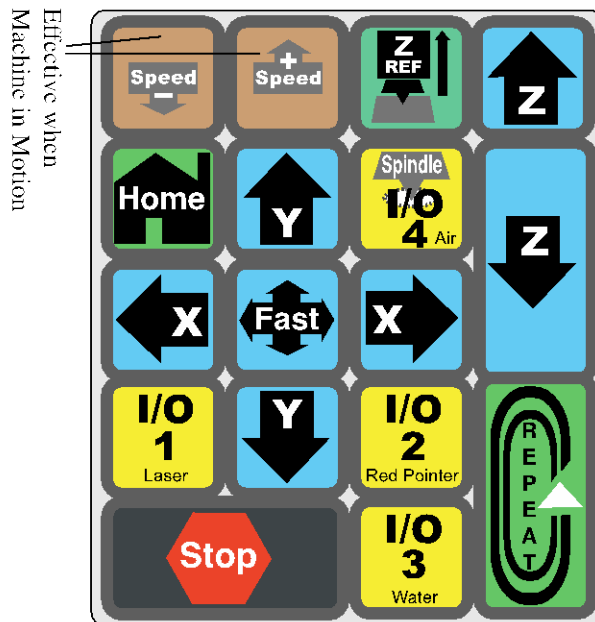 Effective when
Machine in Motion
Speed
−
+
Speed
Z
REF
Z
Home
Y
Spindle
I/O
4 Air
Z
X
Fast
X
I/O
1
Laser
Y
I/O
2
Red Pointer
REPEAT
Stop
I/O
3
Water